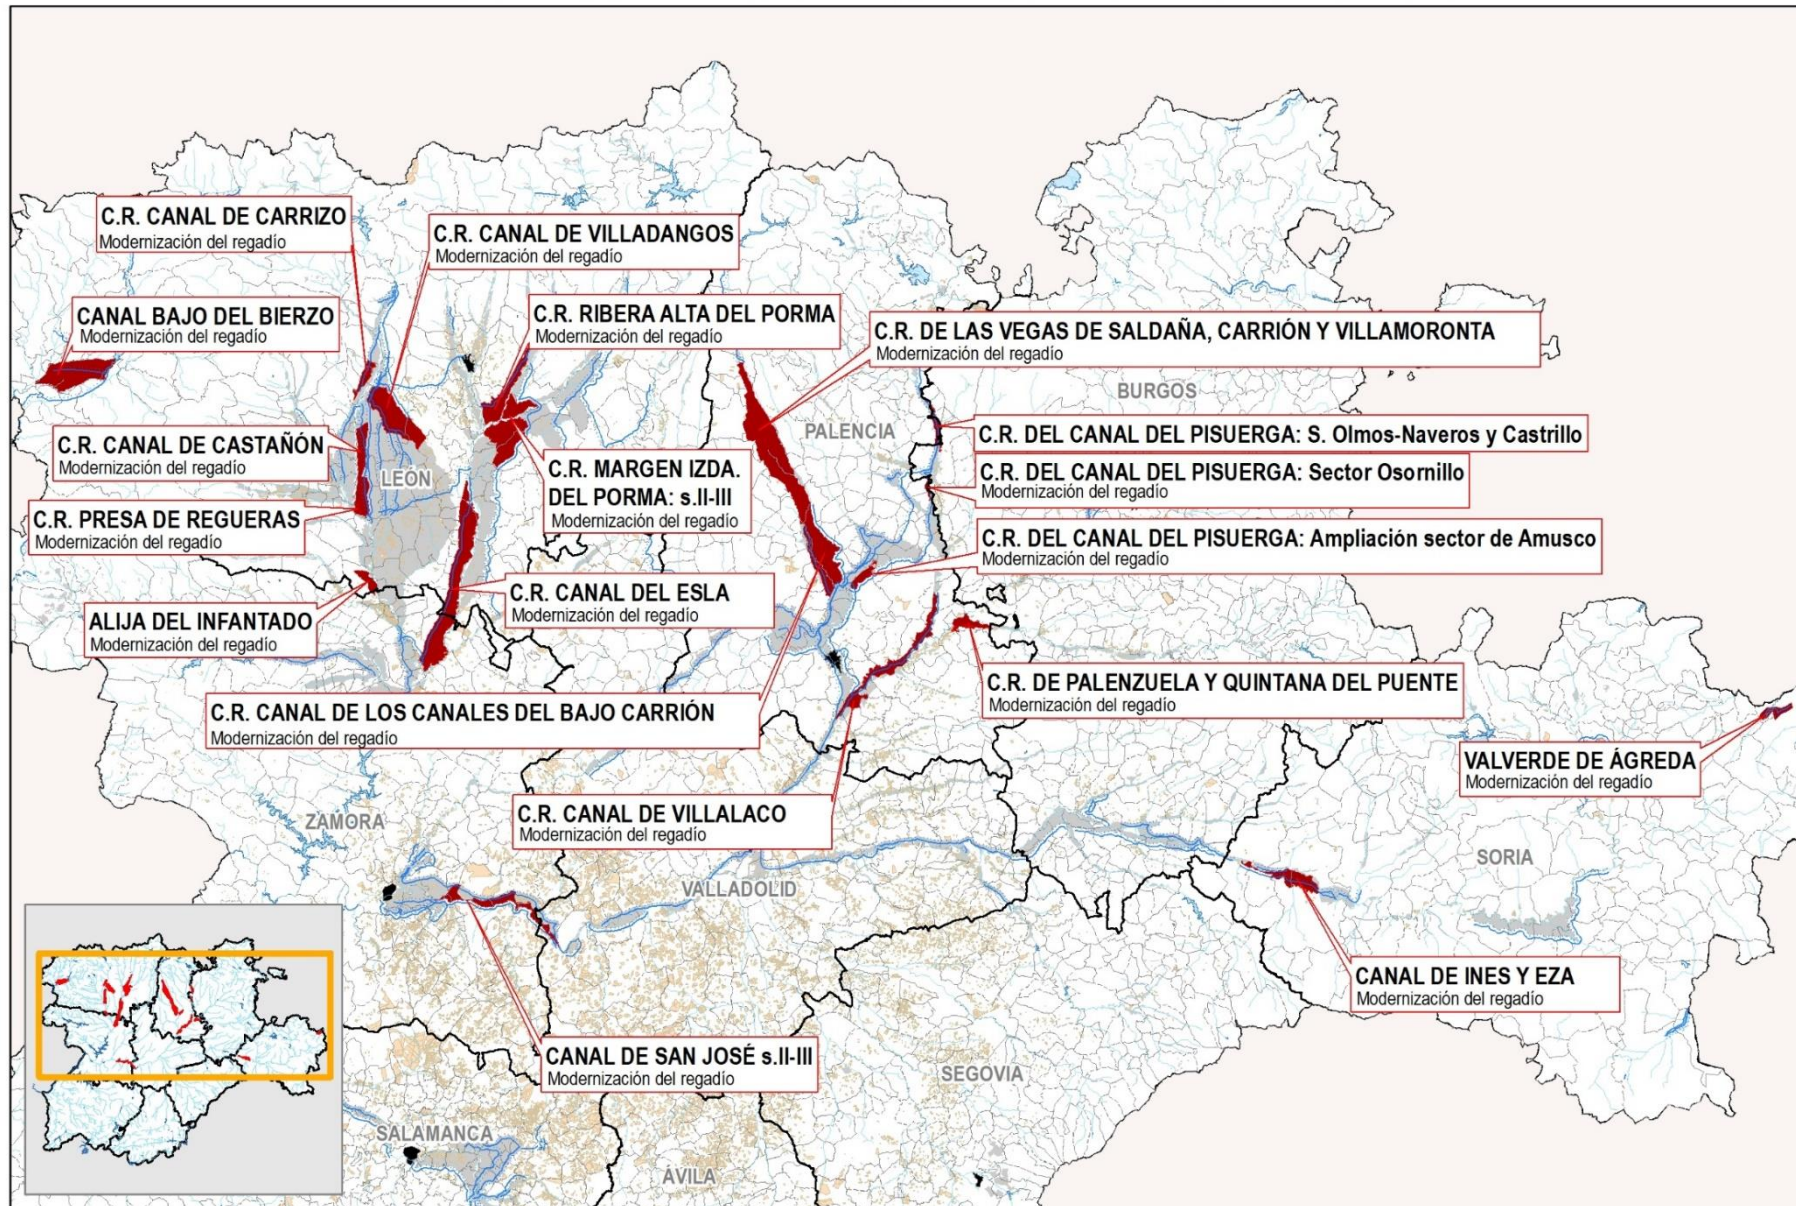 C.R. CANAL DE CARRIZO
Modernización del regadío
C.R. CANAL DE VILLADANGOS
Modernización del regadío
CANAL BAJO DEL BIERZO
Modernización del regadío
C.R. RIBERA ALTA DEL PORMA
Modernización del regadío
C.R. DE LAS VEGAS DE SALDAÑA, CARRIÓN Y VILLAMORONTA
Modernización del regadío
BURGOS
PALENCIA
C.R. CANAL DE CASTAÑÓN
Modernización del regadío
LEÓN
C.R. DEL CANAL DEL PISUERGA: S. Olmos-Naveros y Castrillo
C.R. MARGEN IZDA.
DEL PORMA: s.II-III
Modernización del regadío
C.R. DEL CANAL DEL PISUERGA: Sector Osornillo
Modernización del regadío
C.R. PRESA DE REGUERAS
Modernización del regadío
C.R. DEL CANAL DEL PISUERGA: Ampliación sector de Amusco
Modernización del regadío
C.R. CANAL DEL ESLA
Modernización del regadío
ALIJA DEL INFANTADO
Modernización del regadío
C.R. DE PALENZUELA Y QUINTANA DEL PUENTE
Modernización del regadío
C.R. CANAL DE LOS CANALES DEL BAJO CARRIÓN
Modernización del regadío
VALVERDE DE ÁGREDA
Modernización del regadío
C.R. CANAL DE VILLALACO
Modernización del regadío
ZAMORA
SORIA
VALLADOLID
CANAL DE INES Y EZA
Modernización del regadío
CANAL DE SAN JOSÉ s.II-III
Modernización del regadío
SEGOVIA
SALAMANCA
ÁVILA